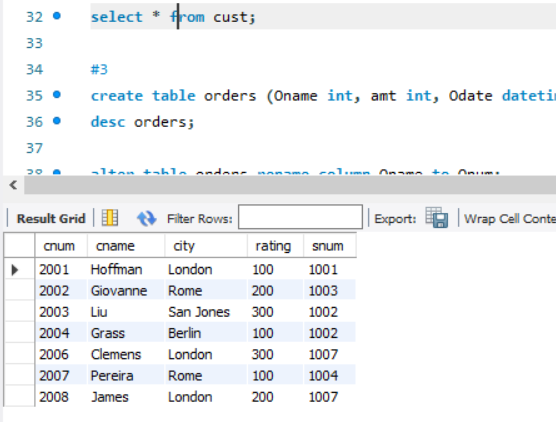 32 select * from cust;
33
34 #3
35 create table orders (Oname int, amt int, Odate datetim
36 desc orders;
37
38 alter table orders rename column Oname to Onum;
Result Grid Filter Rows: Export: Wrap Cell Conte
cnum cname city rating snum
2001 Hoffman London 100 1001
2002 Giovanne Rome 200 1003
2003 Liu San Jones 300 1002
2004 Grass Berlin 100 1002
2006 Clemens London 300 1007
2007 Pereira Rome 100 1004
2008 James London 200 1007